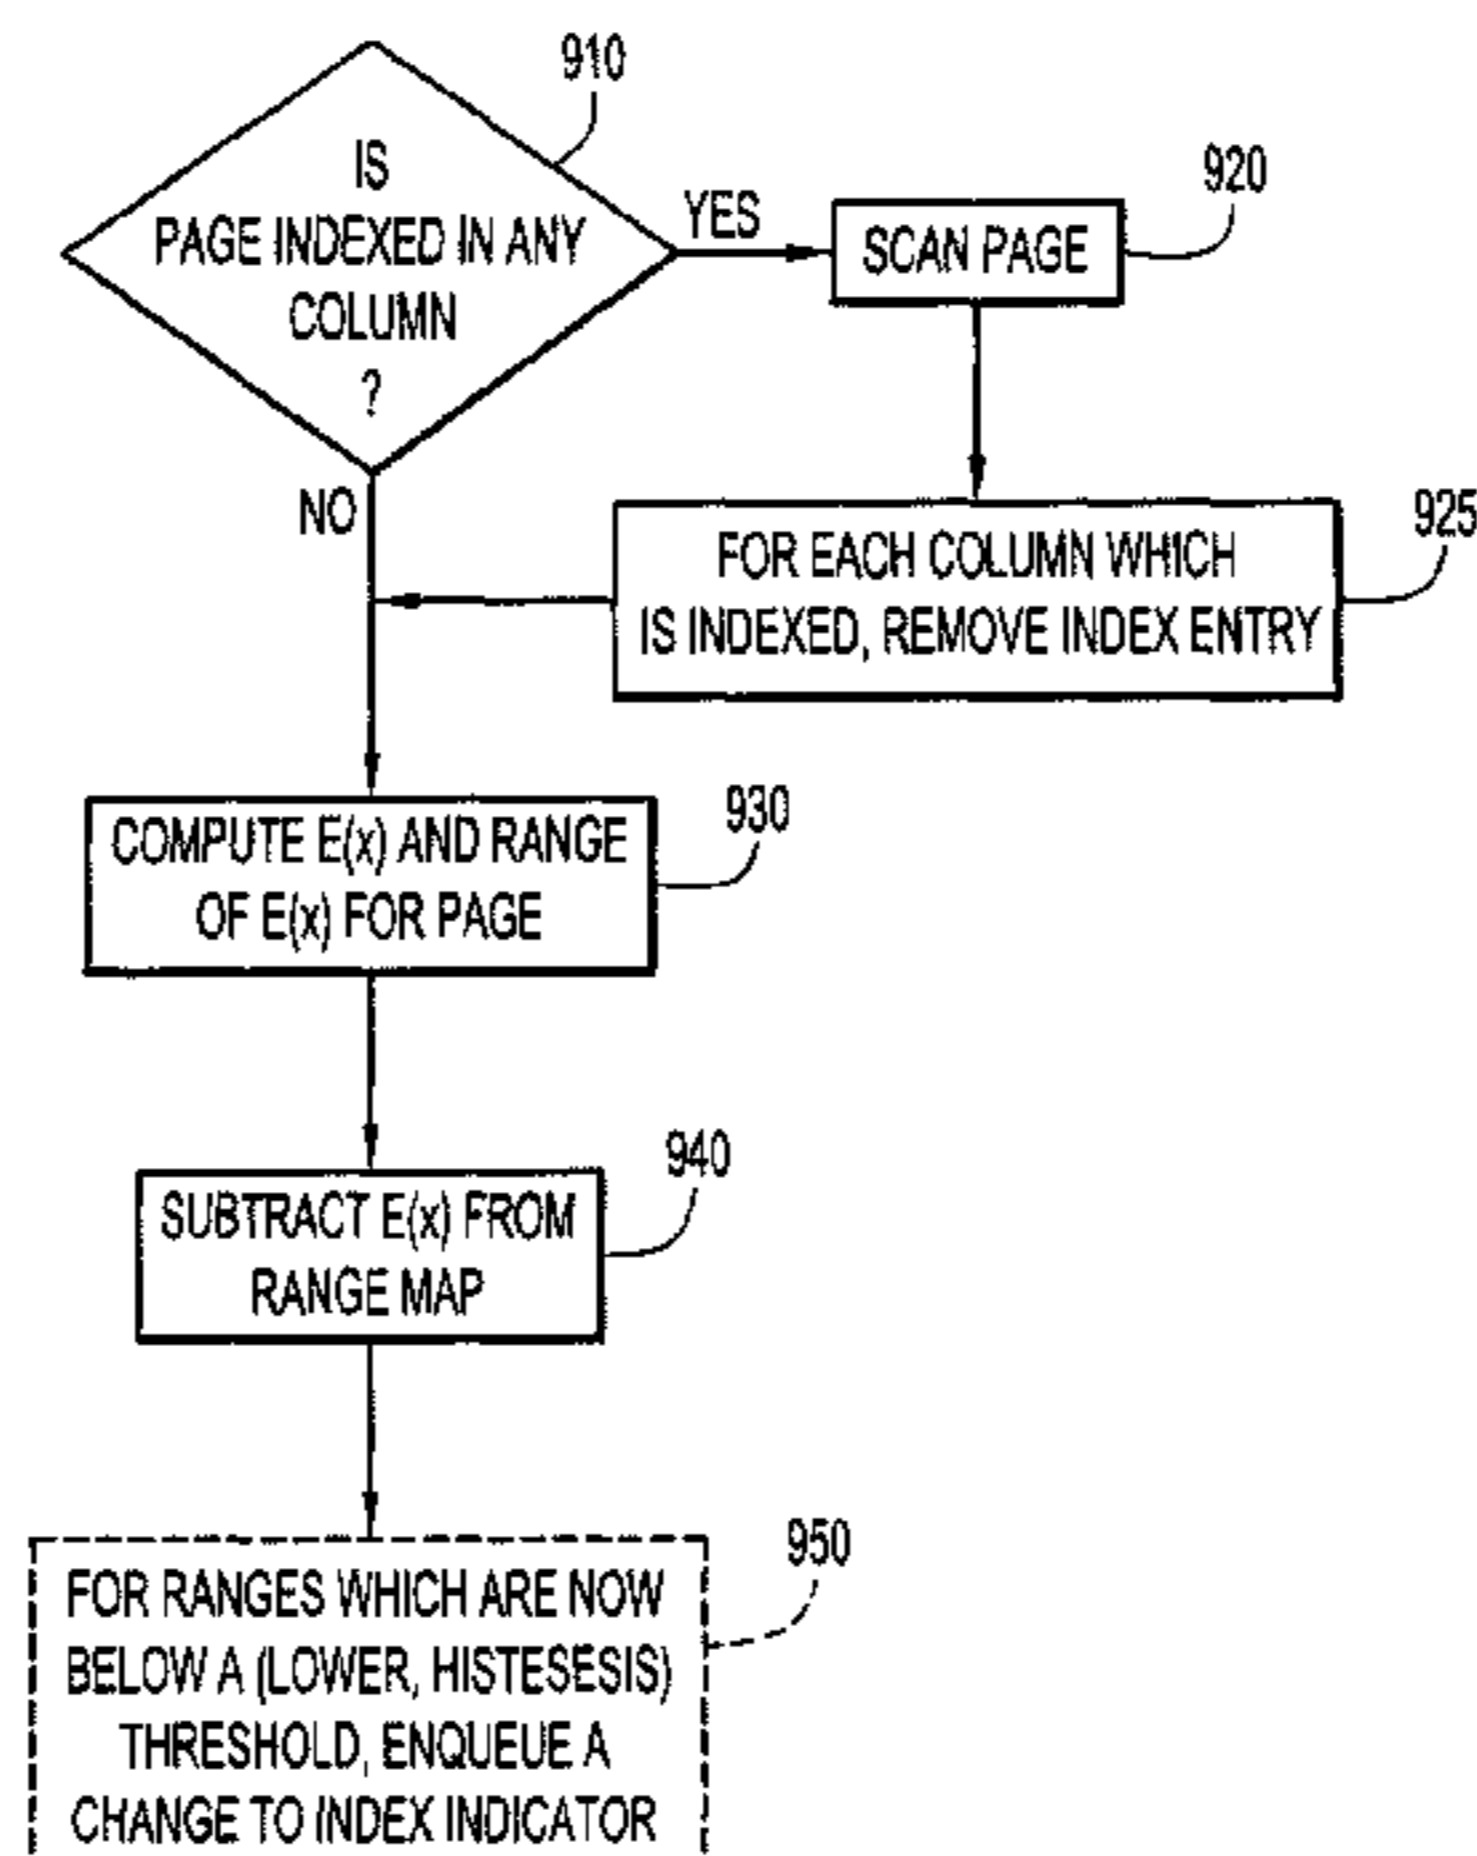 910
IS
PAGE INDEXED IN ANY
COLUMN
?
YES
920
SCAN PAGE
NO
925
FOR EACH COLUMN WHICH
IS INDEXED, REMOVE INDEX ENTRY
930
COMPUTE E(x) AND RANGE
OF E(x) FOR PAGE
940
SUBTRACT E(x) FROM
RANGE MAP
950
FOR RANGES WHICH ARE NOW
BELOW A (LOWER, HISTESESIS)
THRESHOLD, ENQUEUE A
CHANGE TO INDEX INDICATOR